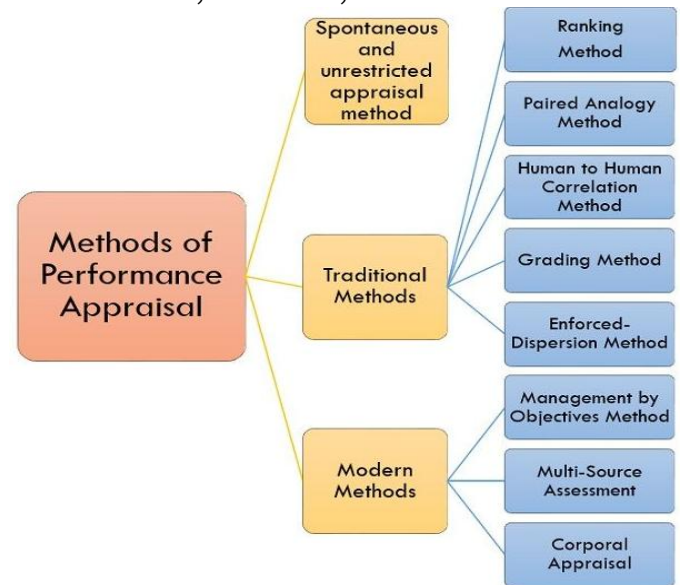 Methods of
Performance
Appraisal
Spontaneous
and
unrestricted
appraisal
method
Traditional
Methods
Modern
Methods
Ranking
Method
Paired Analogy
Method
Human to Human
Correlation
Method
Grading Method
Enforced-
Dispersion Method
Management by
Objectives Method
Multi-Source
Assessment
Corporal
Appraisal